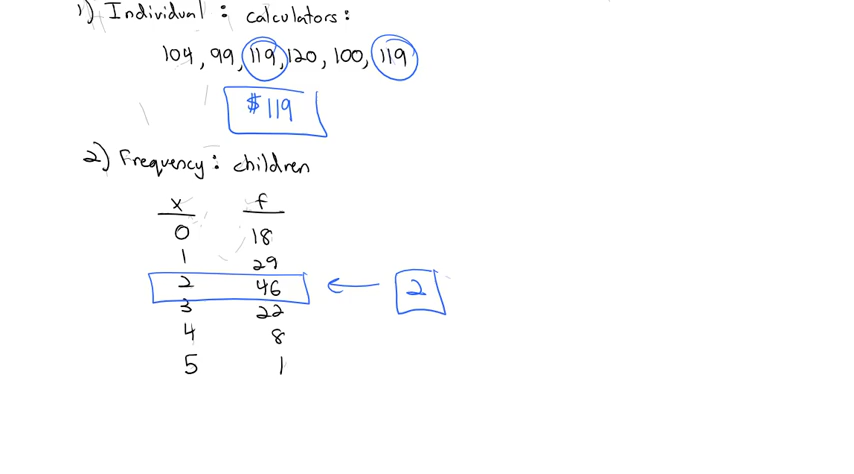 1) Individual : calculators :
104, 99, 119, 120, 100, 119
$119
2) Frequency : children
x f
0 18
1 29
2 46 ← 2
3 22
4 8
5 1